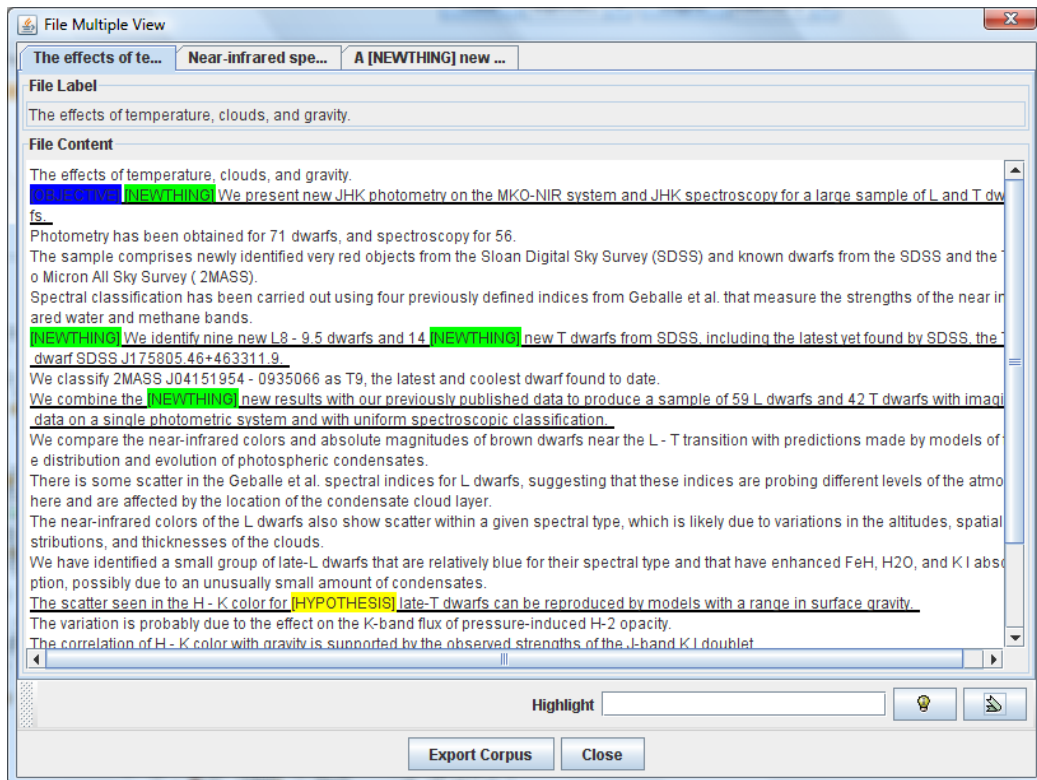 File Multiple View
The effects of te...
Near-infrared spe...
A [NEWTHING] new ...
File Label
The effects of temperature, clouds, and gravity.
File Content
The effects of temperature, clouds, and gravity.
[OBJECTIVE] [NEWTHING] We present new JHK photometry on the MKO-NIR system and JHK spectroscopy for a large sample of L and T dw
fs.
Photometry has been obtained for 71 dwarfs, and spectroscopy for 56.
The sample comprises newly identified very red objects from the Sloan Digital Sky Survey (SDSS) and known dwarfs from the SDSS and the T
o Micron All Sky Survey ( 2MASS).
Spectral classification has been carried out using four previously defined indices from Geballe et al. that measure the strengths of the near in
ared water and methane bands.
[NEWTHING] We identify nine new L8 - 9.5 dwarfs and 14 [NEWTHING] new T dwarfs from SDSS, including the latest yet found by SDSS, the T
dwarf SDSS J175805.46+463311.9.
We classify 2MASS J04151954 - 0935066 as T9, the latest and coolest dwarf found to date.
We combine the [NEWTHING] new results with our previously published data to produce a sample of 59 L dwarfs and 42 T dwarfs with imagi
data on a single photometric system and with uniform spectroscopic classification.
We compare the near-infrared colors and absolute magnitudes of brown dwarfs near the L - T transition with predictions made by models of
e distribution and evolution of photospheric condensates.
There is some scatter in the Geballe et al. spectral indices for L dwarfs, suggesting that these indices are probing different levels of the atmo
here and are affected by the location of the condensate cloud layer.
The near-infrared colors of the L dwarfs also show scatter within a given spectral type, which is likely due to variations in the altitudes, spatial
stributions, and thicknesses of the clouds.
We have identified a small group of late-L dwarfs that are relatively blue for their spectral type and that have enhanced FeH, H2O, and K I abso
ption, possibly due to an unusually small amount of condensates.
The scatter seen in the H - K color for [HYPOTHESIS] late-T dwarfs can be reproduced by models with a range in surface gravity.
The variation is probably due to the effect on the K-band flux of pressure-induced H-2 opacity.
The correlation of H - K color with gravity is supported by the observed strengths of the J-band K I doublet
Highlight
Export Corpus
Close